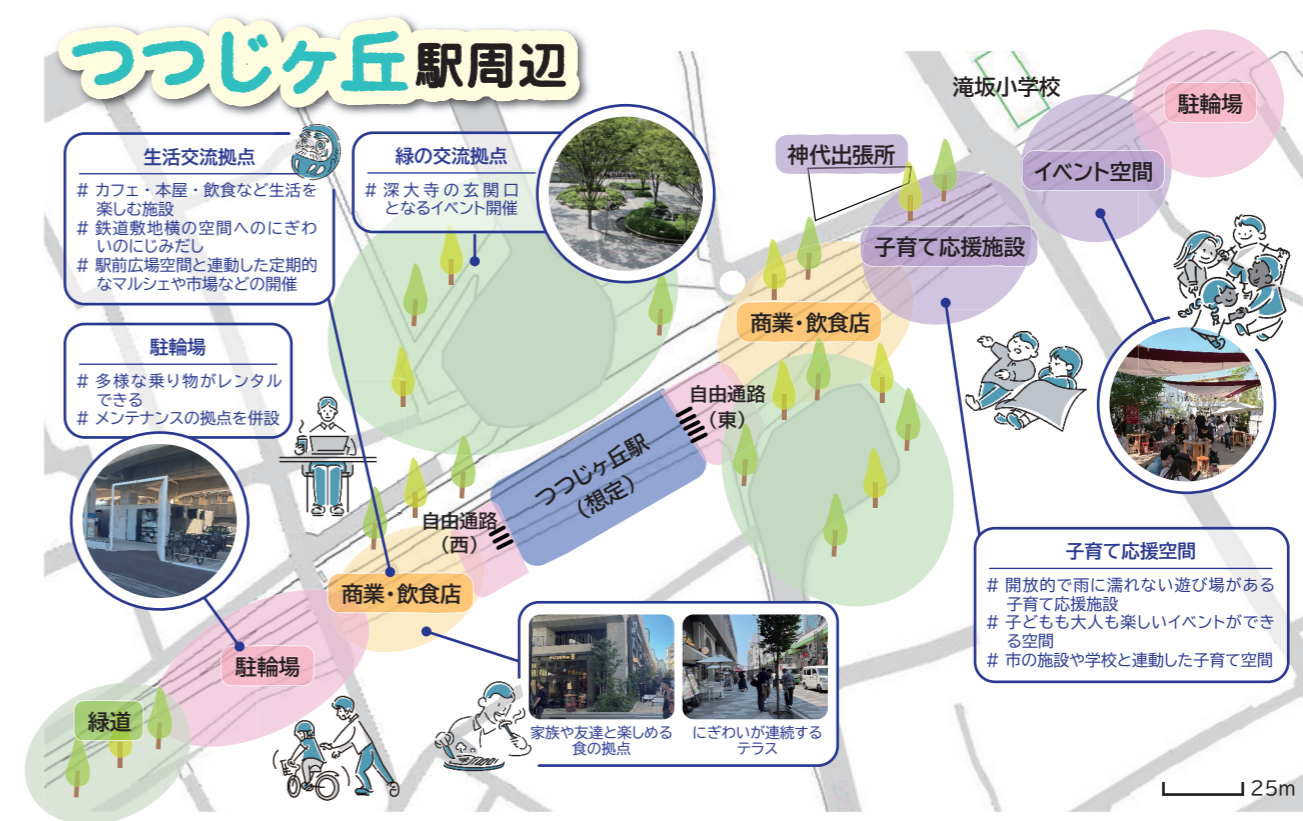 つつじヶ丘駅周辺
生活交流拠点
# カフェ・本屋・飲食など生活を
楽しむ施設
# 鉄道敷地横の空間へのにぎわ
いのにじみだし
# 駅前広場空間と連動した定期的
なマルシェや市場などの開催
緑の交流拠点
# 深大寺の玄関口
となるイベント開催
滝坂小学校
駐輪場
イベント空間
神代出張所
子育て応援施設
商業・飲食店
駐輪場
# 多様な乗り物がレンタル
できる
# メンテナンスの拠点を併設
自由通路
（東）
つつじヶ丘駅
（想定）
自由通路
（西）
商業・飲食店
駐輪場
緑道
家族や友達と楽しめる
食の拠点
にぎわいが連続する
テラス
子育て応援空間
# 開放的で雨に濡れない遊び場がある
子育て応援施設
# 子どもも大人も楽しいイベントができ
る空間
# 市の施設や学校と連動した子育て空間
25m